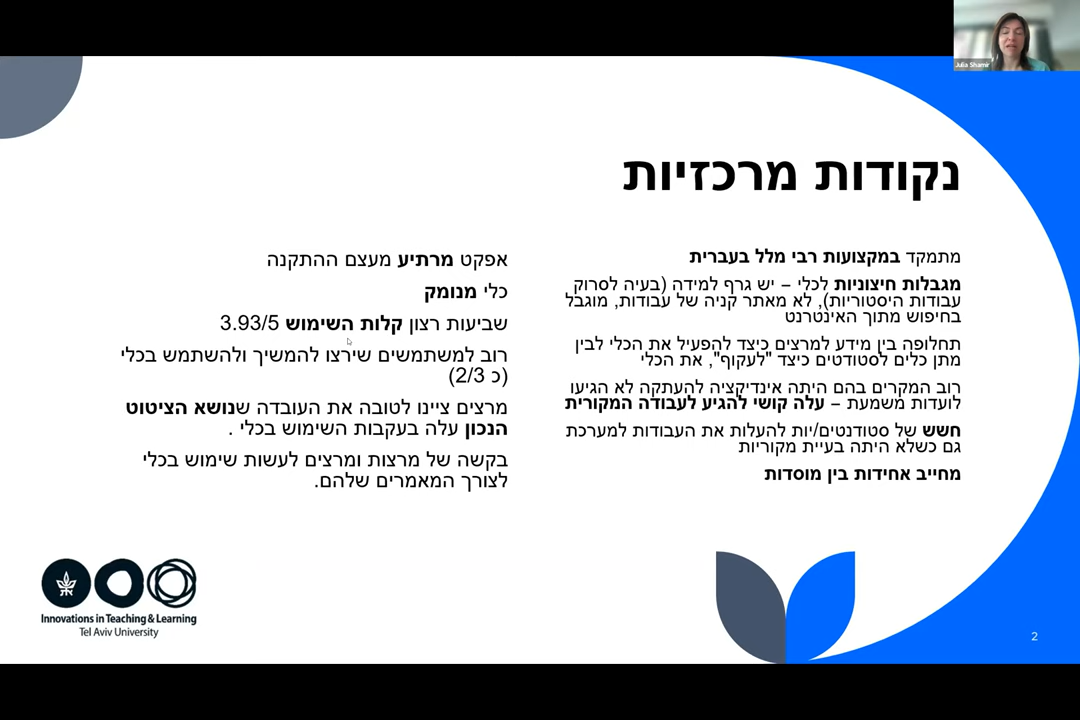 Julia Shamir
נקודות מרכזיות
מתמקד במקצועות רבי מלל בעברית
מגבלות חיצוניות לכלי – יש גרף למידה (בעיה לסרוק
עבודות היסטוריות), לא מאתר קניה של עבודות, מוגבל
בחיפוש מתוך האינטרנט
תחלופה בין מידע למרצים כיצד להפעיל את הכלי לבין
מתן כלים לסטודנטים כיצד "לעקוף", את הכלי
רוב המקרים בהם היתה אינדיקציה להעתקה לא הגיעו
לועדות משמעת – עלה קושי להגיע לעבודה המקורית
חשש של סטודנטים/יות להעלות את העבודות למערכת
גם כשלא היתה בעיית מקוריות
מחייב אחידות בין מוסדות
אפקט מרתיע מעצם ההתקנה
כלי מנומק
שביעות רצון קלות השימוש 3.93/5
רוב למשתמשים שירצו להמשיך ולהשתמש בכלי
(כ 2/3)
מרצים ציינו לטובה את העובדה שנושא הציטוט
הנכון עלה בעקבות השימוש בכלי .
בקשה של מרצות ומרצים לעשות שימוש בכלי
לצורך המאמרים שלהם.
Innovations in Teaching & Learning
Tel Aviv University
2